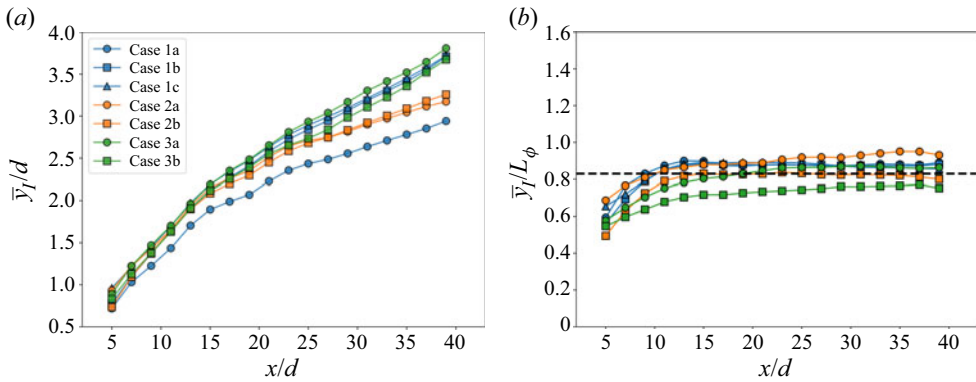 (a)
4.0
3.5
3.0
2.5
2.0
1.5
1.0
0.5
y̅_I/d
Case 1a
Case 1b
Case 1c
Case 2a
Case 2b
Case 3a
Case 3b
5 10 15 20 25 30 35 40
x/d
(b)
1.6
1.4
1.2
1.0
0.8
0.6
0.4
0.2
0
y̅_I/L_ϕ
5 10 15 20 25 30 35 40
x/d